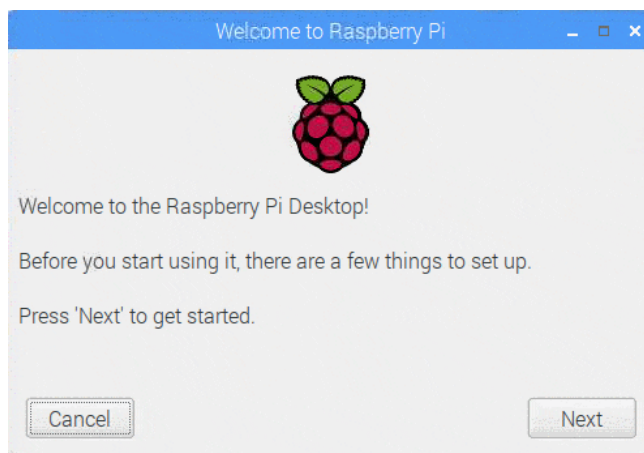 Welcome to Raspberry Pi
Welcome to the Raspberry Pi Desktop!
Before you start using it, there are a few things to set up.
Press 'Next' to get started.
Cancel
Next